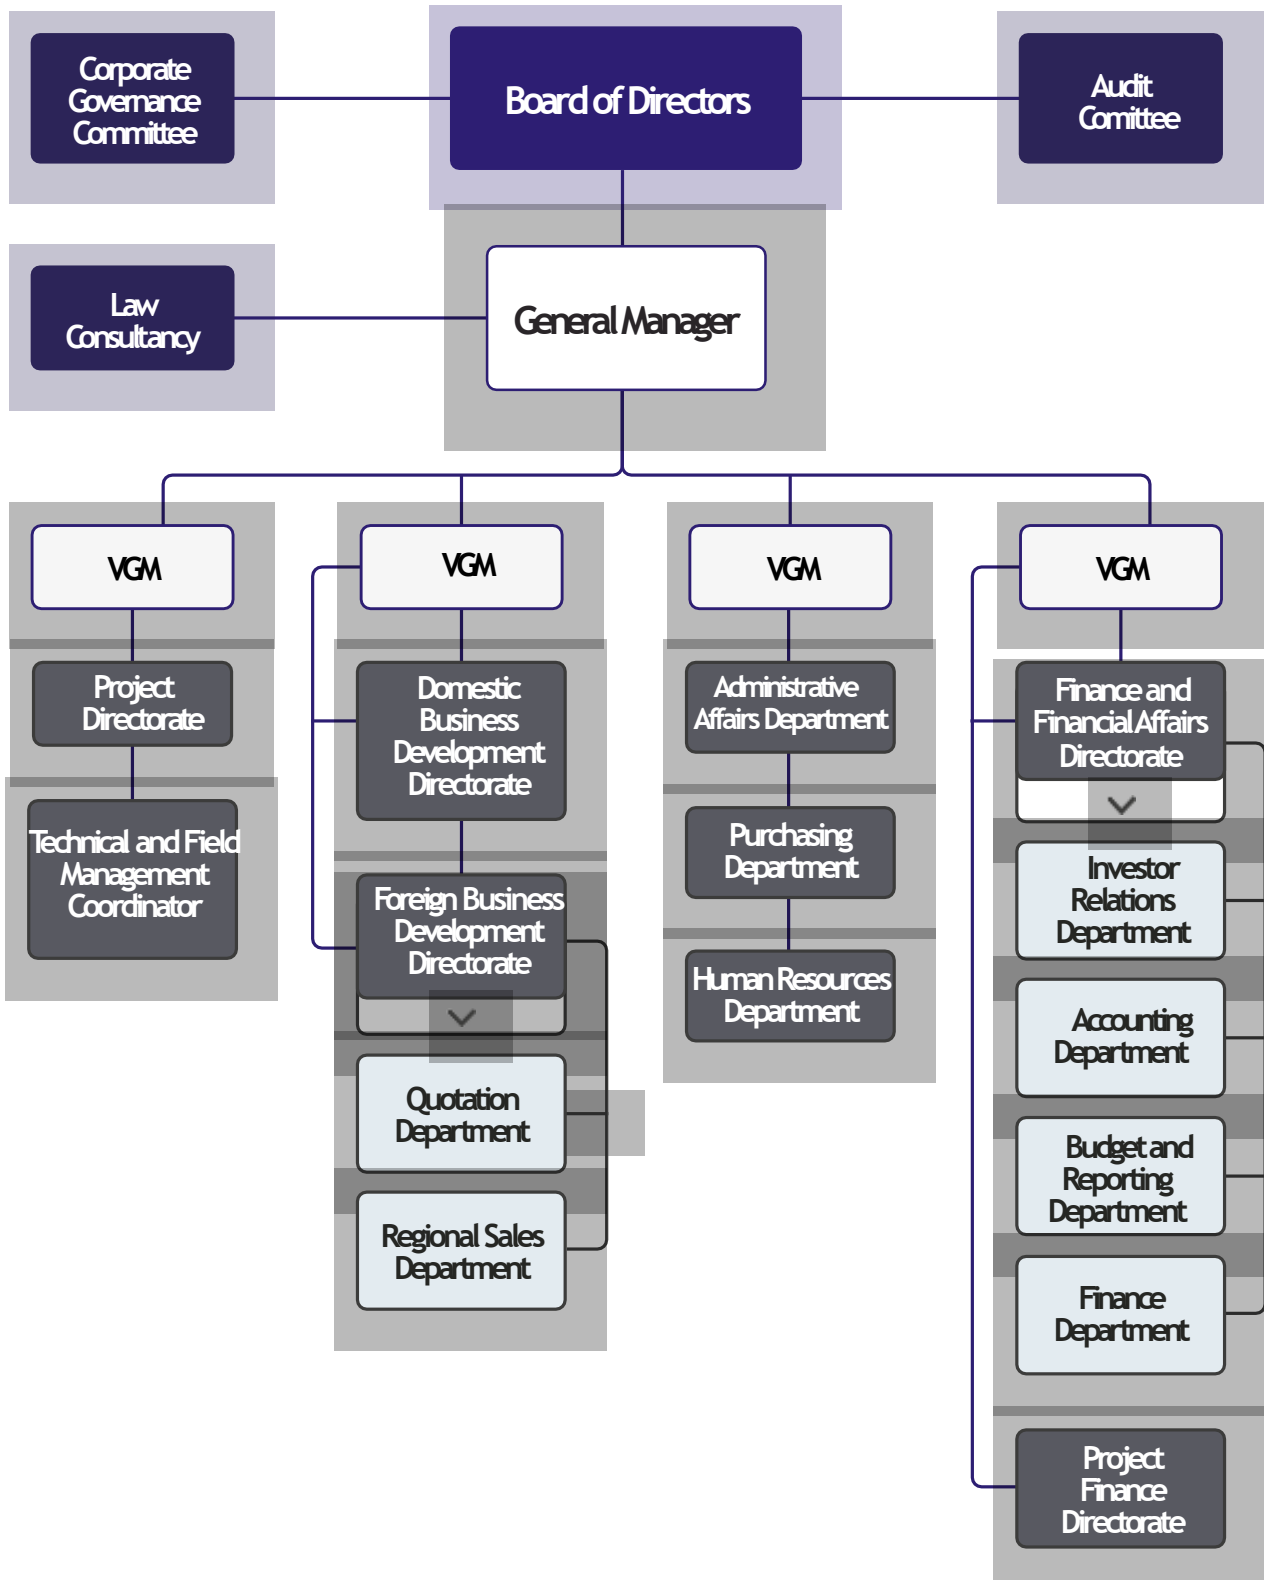 Corporate
Governance
Committee
Board of Directors
Audit
Comittee
Law
Consultancy
General Manager
VGM
VGM
VGM
VGM
Project
Directorate
Technical and Field
Management
Coordinator
Domestic
Business
Development
Directorate
Foreign Business
Development
Directorate
Quotation
Department
Regional Sales
Department
Administrative
Affairs Department
Purchasing
Department
Human Resources
Department
Finance and
Financial Affairs
Directorate
Investor
Relations
Department
Accounting
Department
Budget and
Reporting
Department
Finance
Department
Project
Finance
Directorate